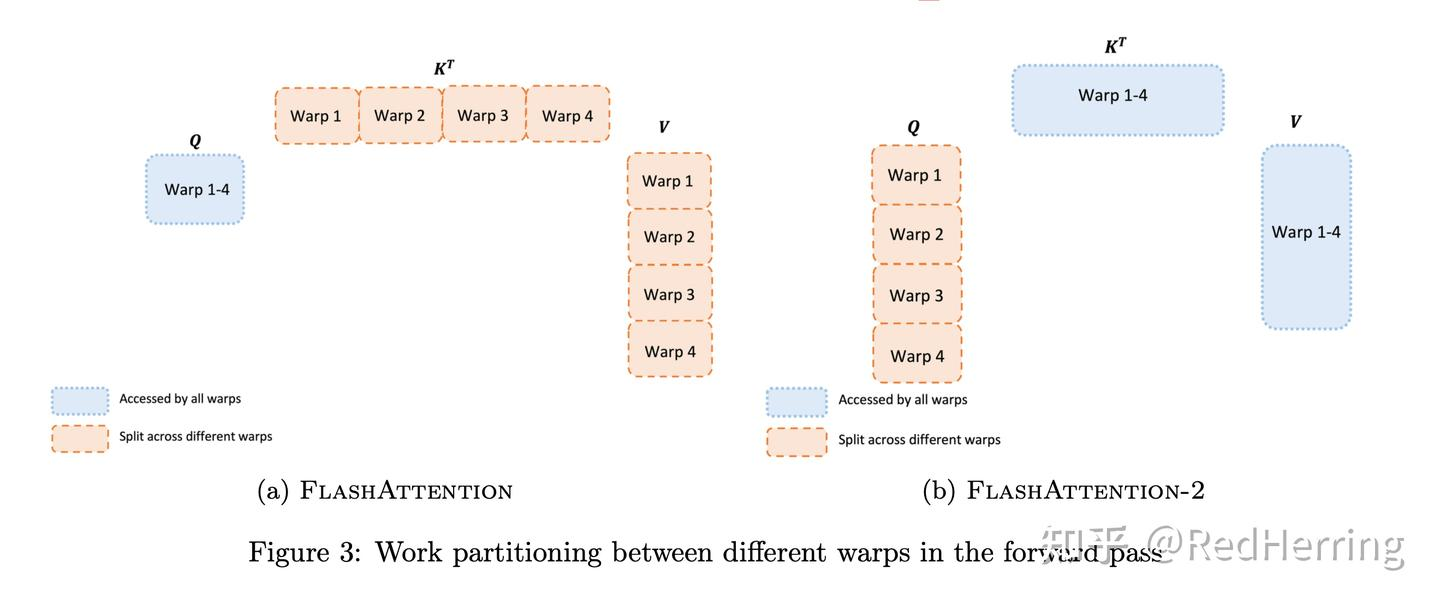 K^T
Warp 1 Warp 2 Warp 3 Warp 4
Q
Warp 1-4
V
Warp 1
Warp 2
Warp 3
Warp 4
Accessed by all warps
Split across different warps
(a) FLASHATTENTION
K^T
Warp 1-4
Q
Warp 1
Warp 2
Warp 3
Warp 4
V
Warp 1-4
Accessed by all warps
Split across different warps
(b) FLASHATTENTION-2
Figure 3: Work partitioning between different warps in the forward pass
知乎 @RedHerring